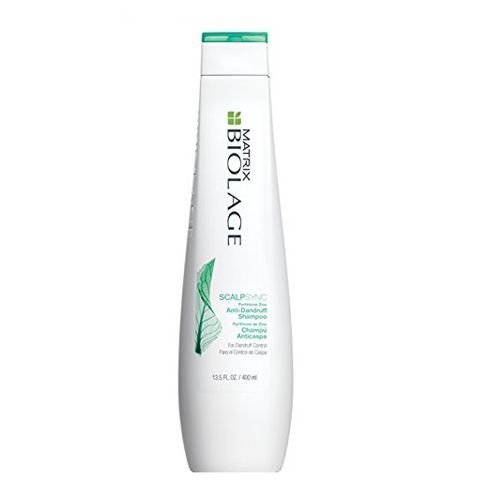 MATRIX
BIOLAGE
SCALPSYNC
Pyrithione Zinc
Anti-Dandruff
Shampoo
Pyrithione de Zinc
Champú
Anticaspa
For Dandruff Control
Para el Control de Caspa
13.5 FL. OZ. / 400 ml